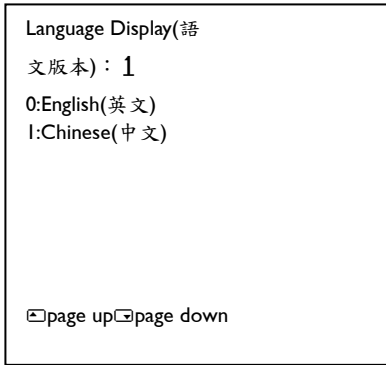 Language Display(語
文版本)：1
0:English(英文)
1:Chinese(中文)
page up page down